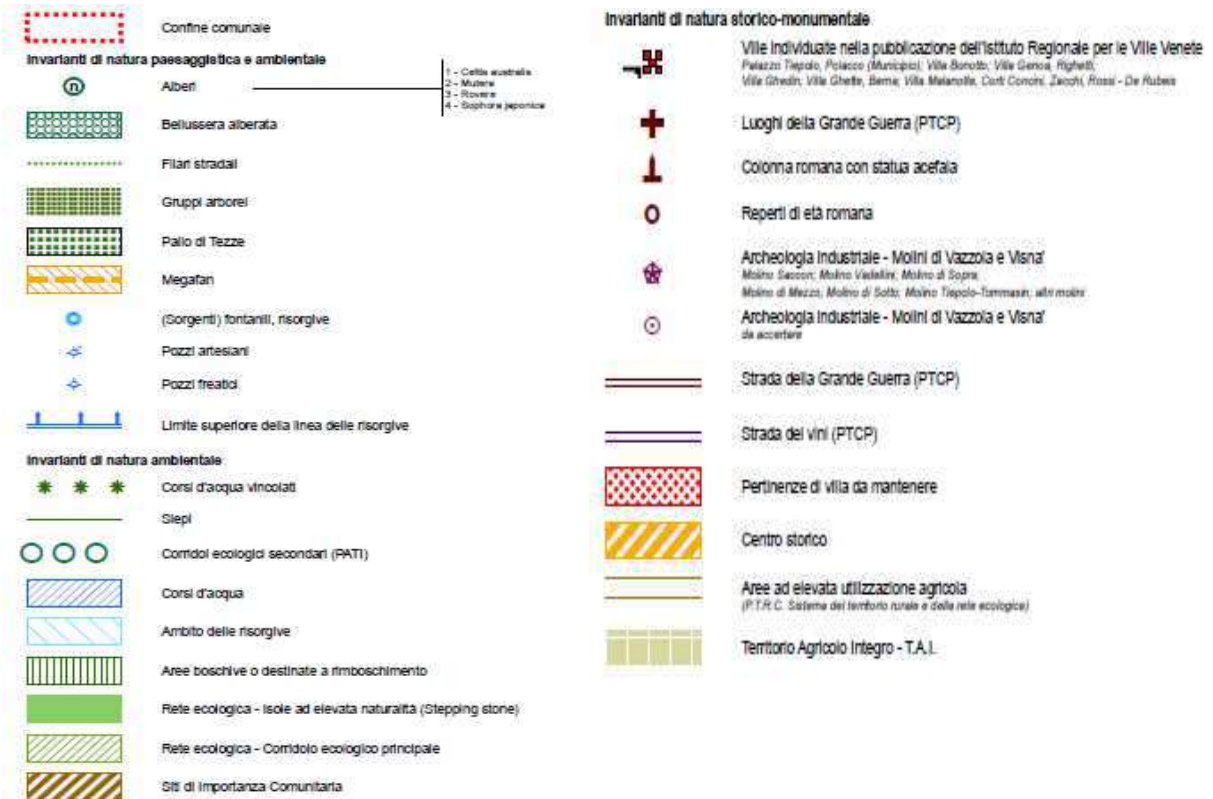 Confine comunale
Invarianti di natura paesaggistica e ambientale
n
Alberi
1 - Celtis australis
2 - Mutera
3 - Rovere
4 - Sophora japonica
Bellussera alberata
Filari stradali
Gruppi arborei
Palio di Tezze
Megafan
(Sorgenti) fontanili, risorgive
Pozzi artesiani
Pozzi freatici
Limite superiore della linea delle risorgive
Invarianti di natura ambientale
Corsi d'acqua vincolati
Siepi
Corridoi ecologici secondari (PATI)
Corsi d'acqua
Ambito delle risorgive
Aree boschive o destinate a rimboschimento
Rete ecologica - Isole ad elevata naturalità (Stepping stone)
Rete ecologica - Corridoio ecologico principale
Siti di Importanza Comunitaria
Invarianti di natura storico-monumentale
Ville individuate nella pubblicazione dell'Istituto Regionale per le Ville Venete
Palazzo Tiepolo, Polacco (Municipio); Villa Bonotto; Villa Genoa, Righetti;
Villa Ghedin; Villa Ghette, Berne; Villa Malanotte, Corti Concini, Zacchi, Rossi - De Rubeis
Luoghi della Grande Guerra (PTCP)
Colonna romana con statua acefala
Reperti di età romana
Archeologia Industriale - Molini di Vazzola e Visna'
Molino Saccon; Molino Vadellini; Molino di Sopra;
Molino di Mezzo; Molino di Sotto; Molino Tiepolo-Tommasin; altri molini
Archeologia Industriale - Molini di Vazzola e Visna'
da accertare
Strada della Grande Guerra (PTCP)
Strada dei vini (PTCP)
Pertinenze di villa da mantenere
Centro storico
Aree ad elevata utilizzazione agricola
(P.T.R.C. Sistema del territorio rurale e della rete ecologica)
Territorio Agricolo Integro - T.A.I.